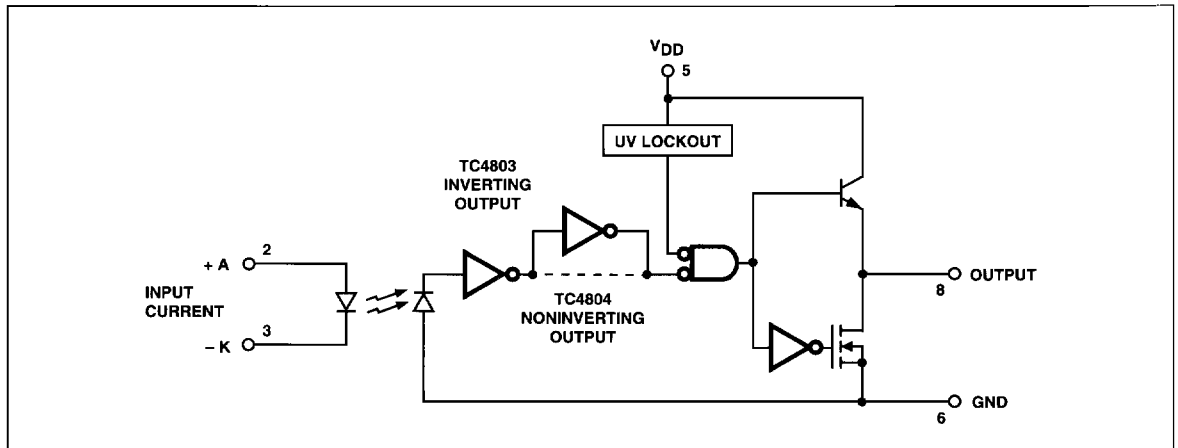 VDD
5
UV LOCKOUT
TC4803
INVERTING
OUTPUT
2
+ A
INPUT
CURRENT
3
– K
TC4804
NONINVERTING
OUTPUT
OUTPUT
8
GND
6